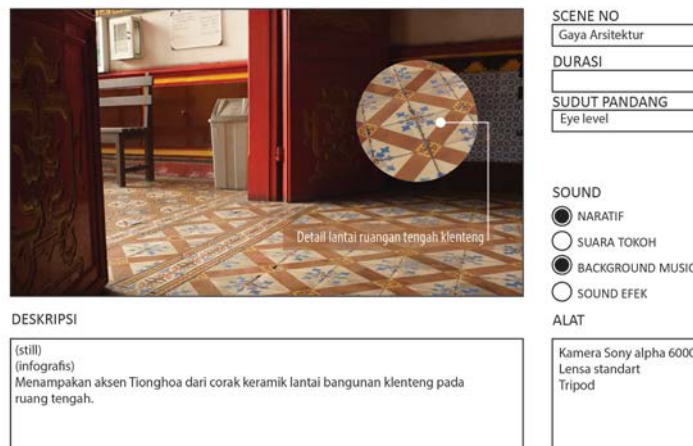 SCENE NO
Gaya Arsitektur
DURASI
SUDUT PANDANG
Eye level
Detail lantai ruangan tengah klenteng
SOUND
NARATIF
SUARA TOKOH
BACKGROUND MUSIC
SOUND EFEK
DESKRIPSI
(still)
(infografis)
Menampakan aksen Tionghoa dari corak keramik lantai bangunan klenteng pada
ruang tengah.
ALAT
Kamera Sony alpha 6000
Lensa standart
Tripod